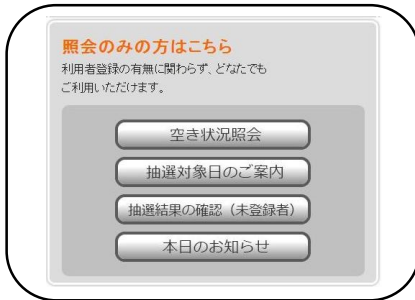 照会のみの方はこちら
利用者登録の有無に関わらず、どなたでも
ご利用いただけます。
空き状況照会
抽選対象日のご案内
抽選結果の確認（未登録者）
本日のお知らせ